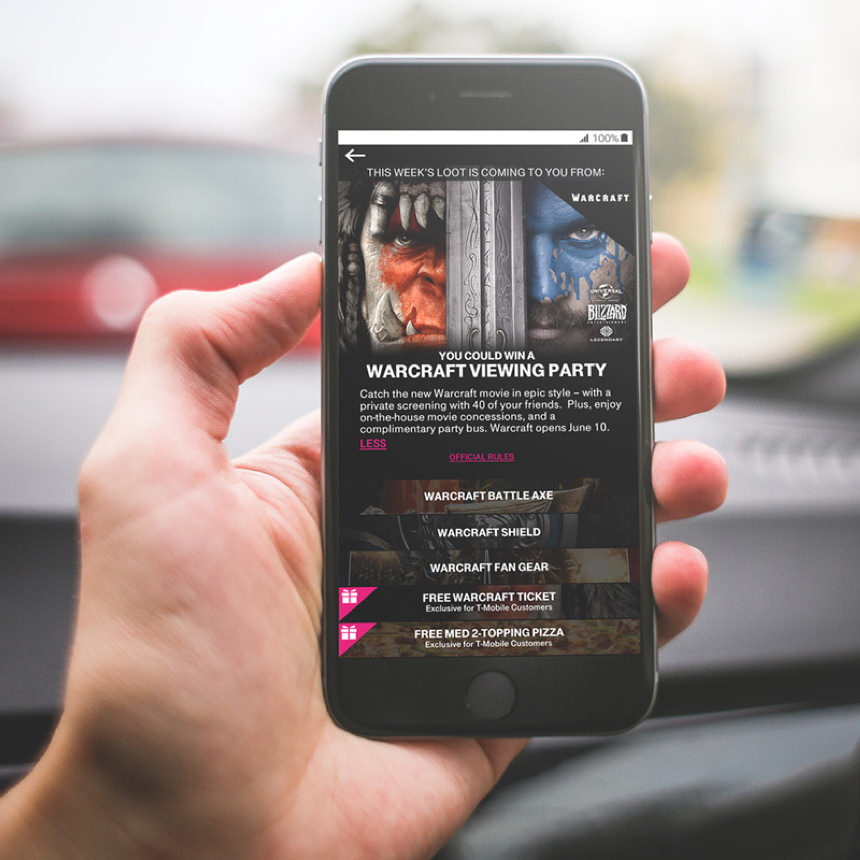 100%
THIS WEEK'S LOOT IS COMING TO YOU FROM:
WARCRAFT
UNIVERSAL
BLIZZARD
ENTERTAINMENT
LEGENDARY
YOU COULD WIN A
WARCRAFT VIEWING PARTY
Catch the new Warcraft movie in epic style – with a
private screening with 40 of your friends. Plus, enjoy
on-the-house movie concessions, and a
complimentary party bus. Warcraft opens June 10.
LESS
OFFICIAL RULES
WARCRAFT BATTLE AXE
WARCRAFT SHIELD
WARCRAFT FAN GEAR
FREE WARCRAFT TICKET
Exclusive for T-Mobile Customers
FREE MED 2-TOPPING PIZZA
Exclusive for T-Mobile Customers